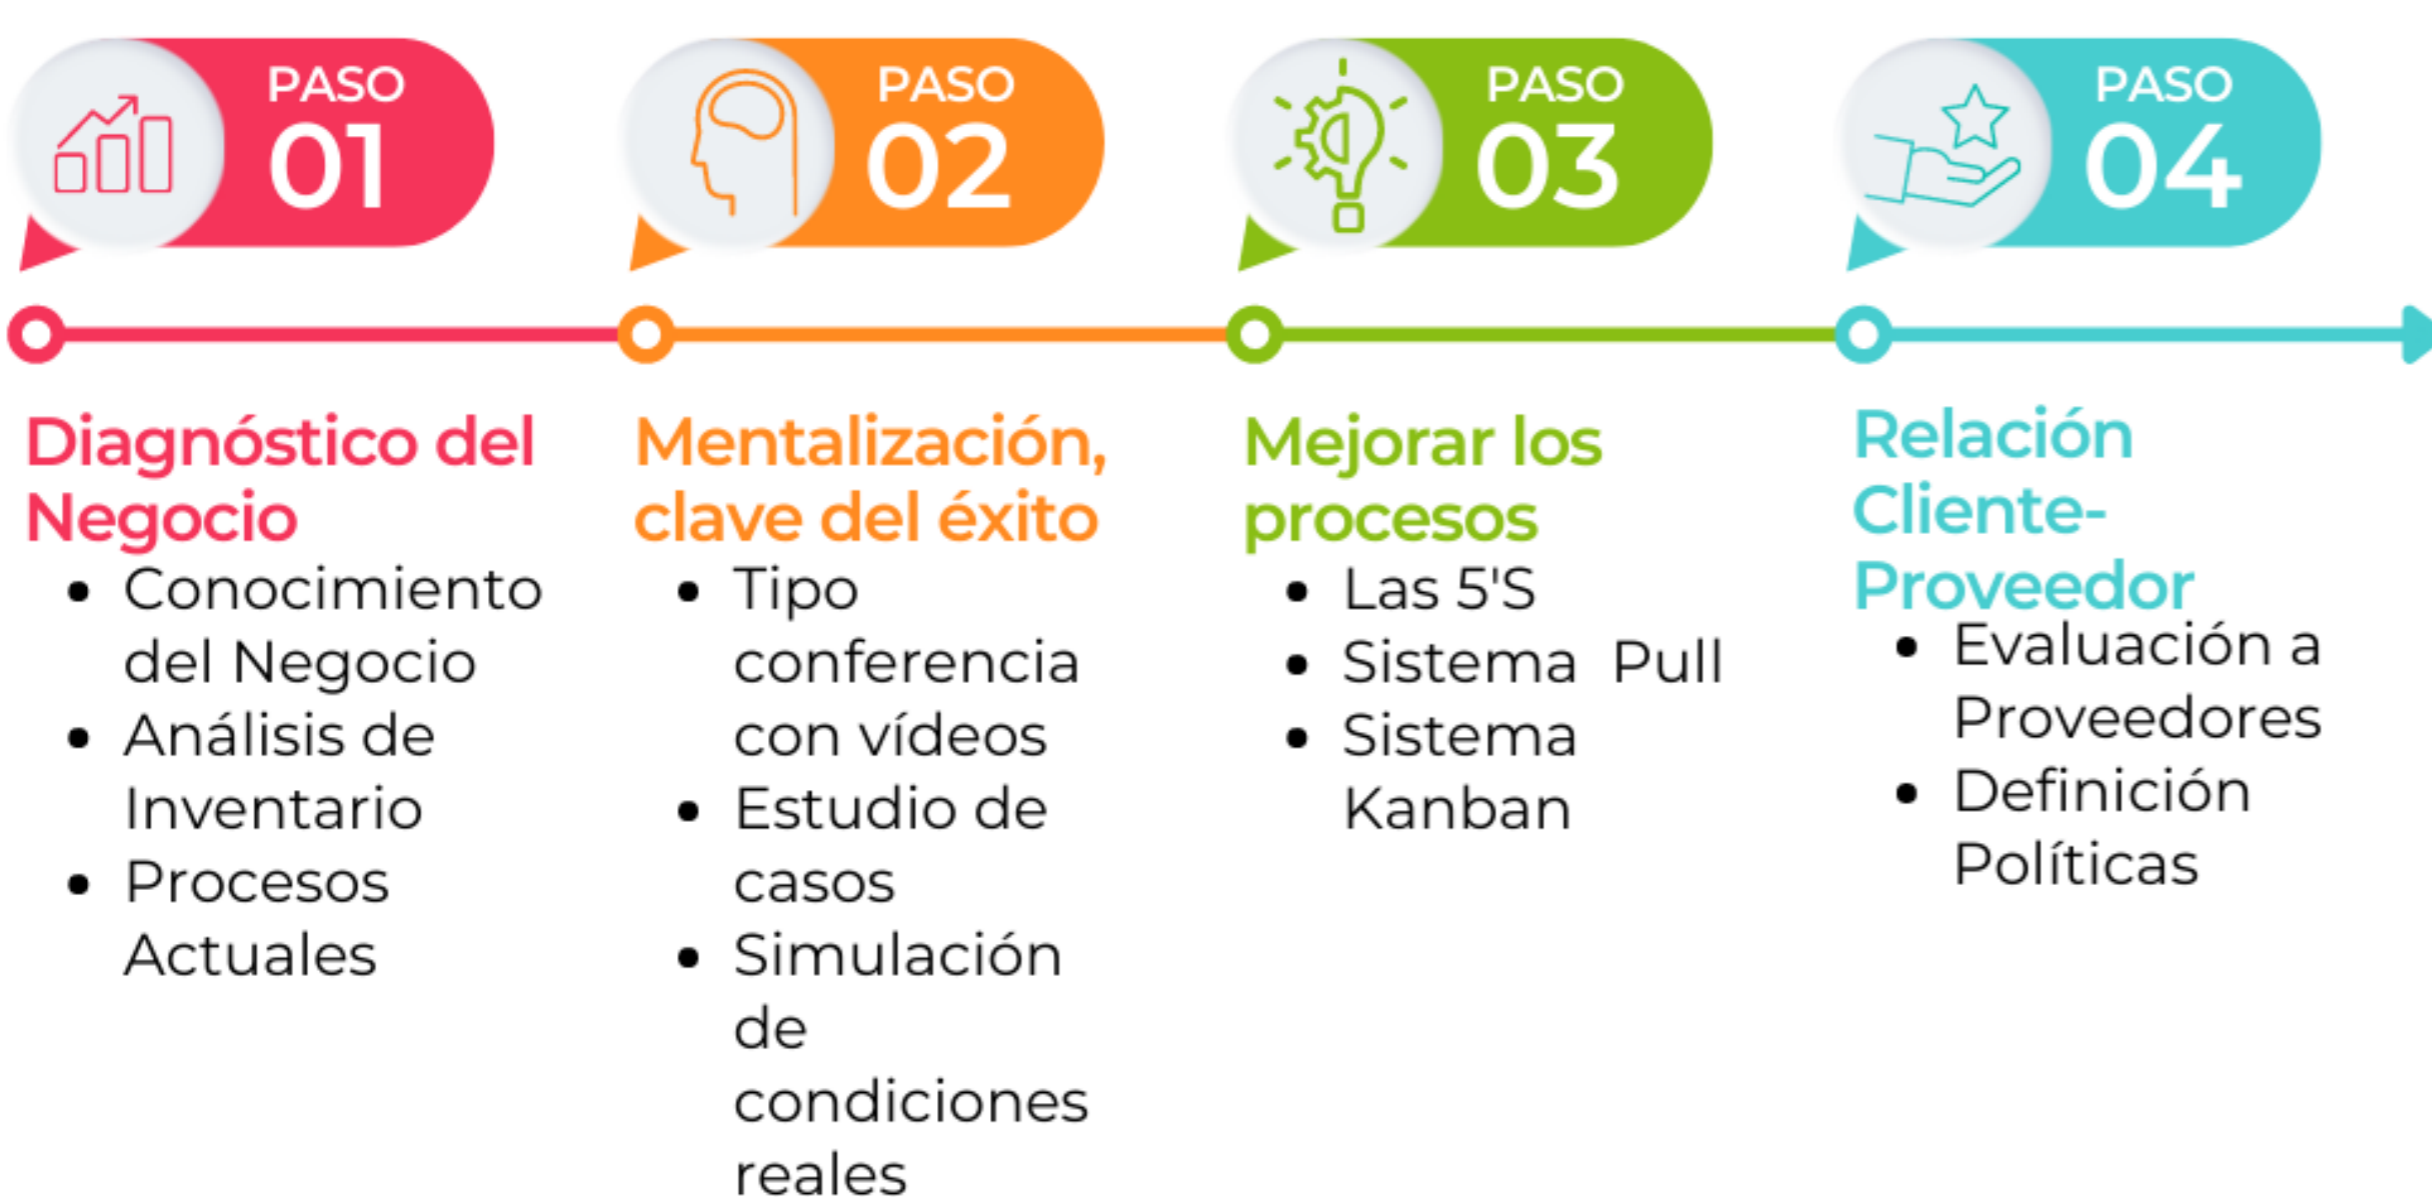 PASO
01
Diagnóstico del
Negocio
• Conocimiento
del Negocio
• Análisis de
Inventario
• Procesos
Actuales
PASO
02
Mentalización,
clave del éxito
• Tipo
conferencia
con vídeos
• Estudio de
casos
• Simulación
de
condiciones
reales
PASO
03
Mejorar los
procesos
• Las 5'S
• Sistema  Pull
• Sistema
Kanban
PASO
04
Relación
Cliente-
Proveedor
• Evaluación a
Proveedores
• Definición
Políticas